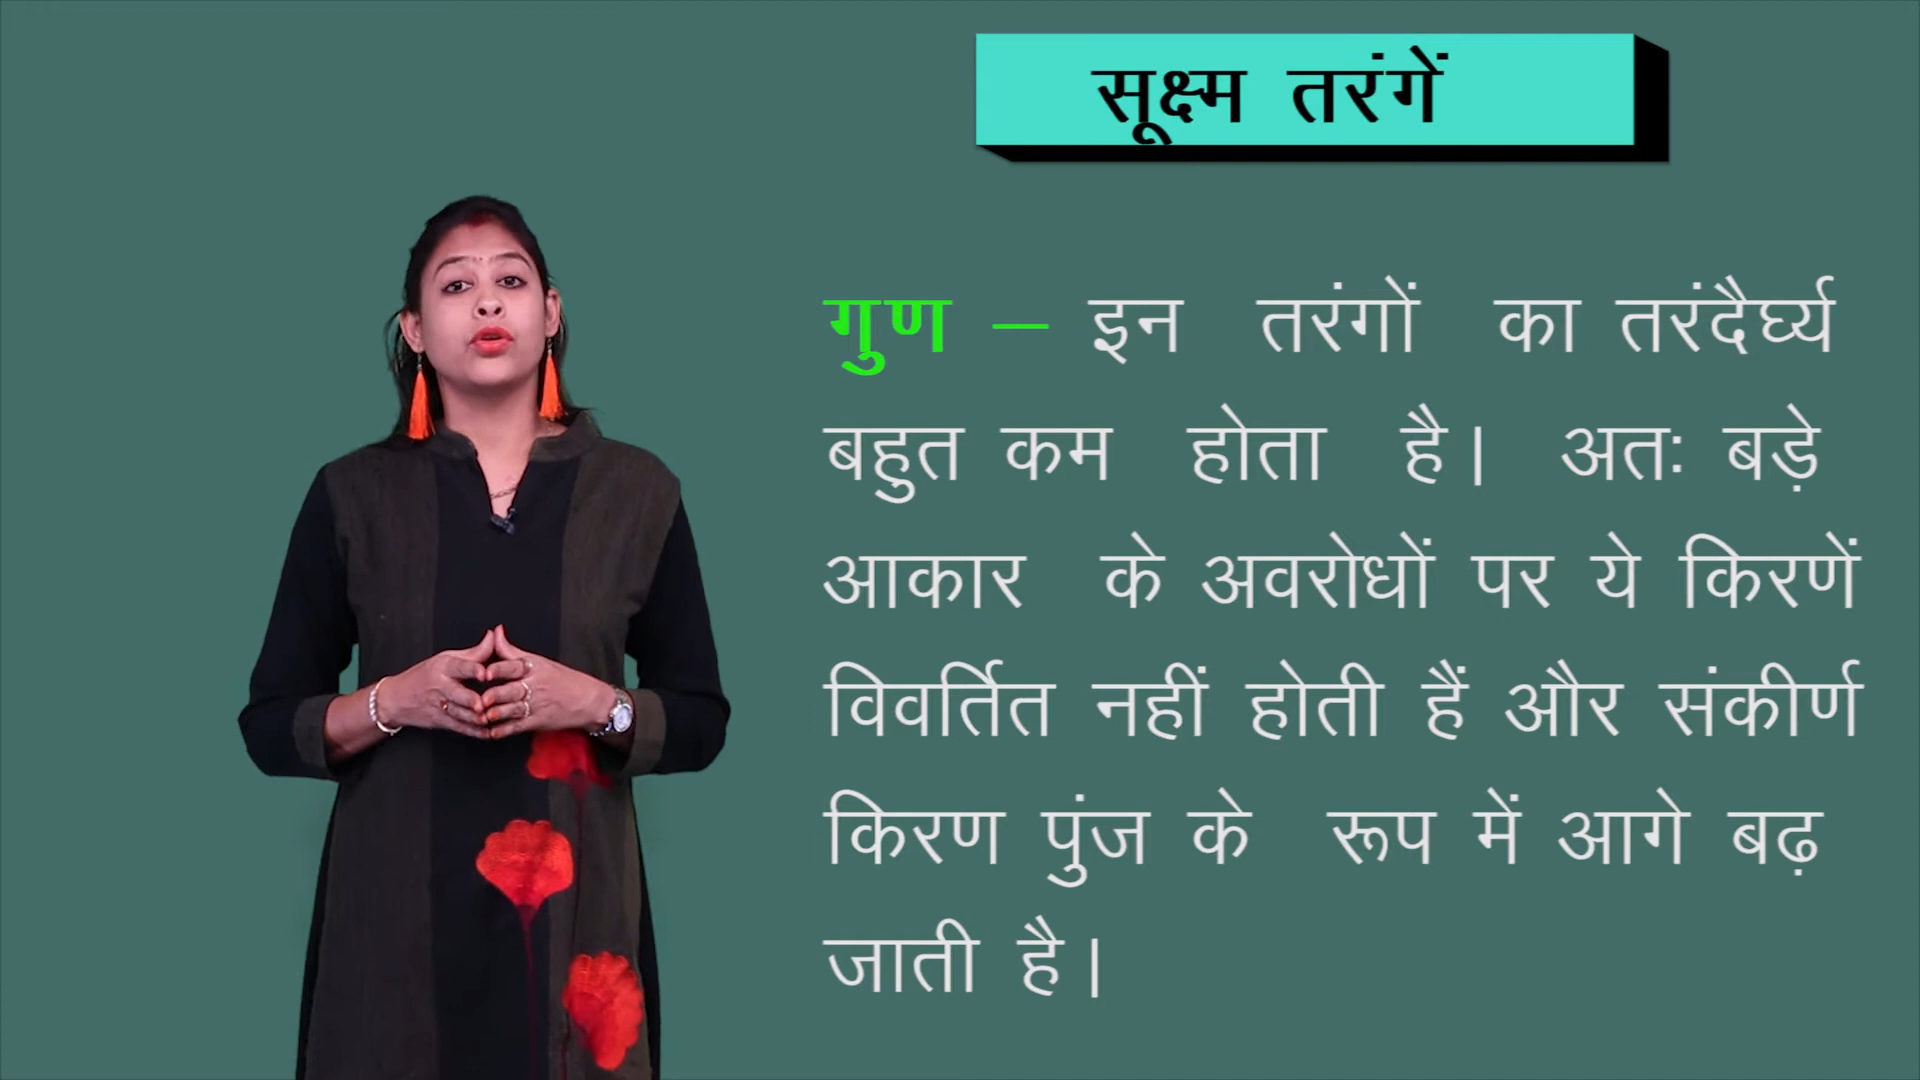 सूक्ष्म तरंगें
गुण – इन तरंगों का तरंदैर्घ्य
बहुत कम होता है। अतः बड़े
आकार के अवरोधों पर ये किरणें
विवर्तित नहीं होती हैं और संकीर्ण
किरण पुंज के रूप में आगे बढ़
जाती है।